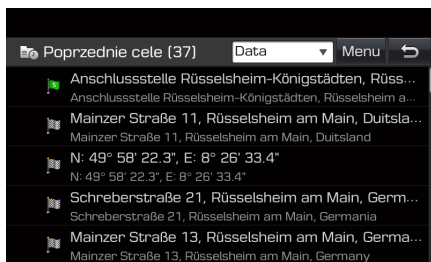 Poprzednie cele (37)
Data
Menu
Anschlussstelle Rüsselsheim-Königstädten, Rüss...
Anschlussstelle Rüsselsheim-Königstädten, Rüsselsheim a...
Mainzer Straße 11, Rüsselsheim am Main, Duitsla...
Mainzer Straße 11, Rüsselsheim am Main, Duitsland
N: 49° 58' 22.3", E: 8° 26' 33.4"
N: 49° 58' 22.3", E: 8° 26' 33.4"
Schreberstraße 21, Rüsselsheim am Main, Germ...
Schreberstraße 21, Rüsselsheim am Main, Germania
Mainzer Straße 13, Rüsselsheim am Main, Germa...
Mainzer Straße 13, Rüsselsheim am Main, Germany